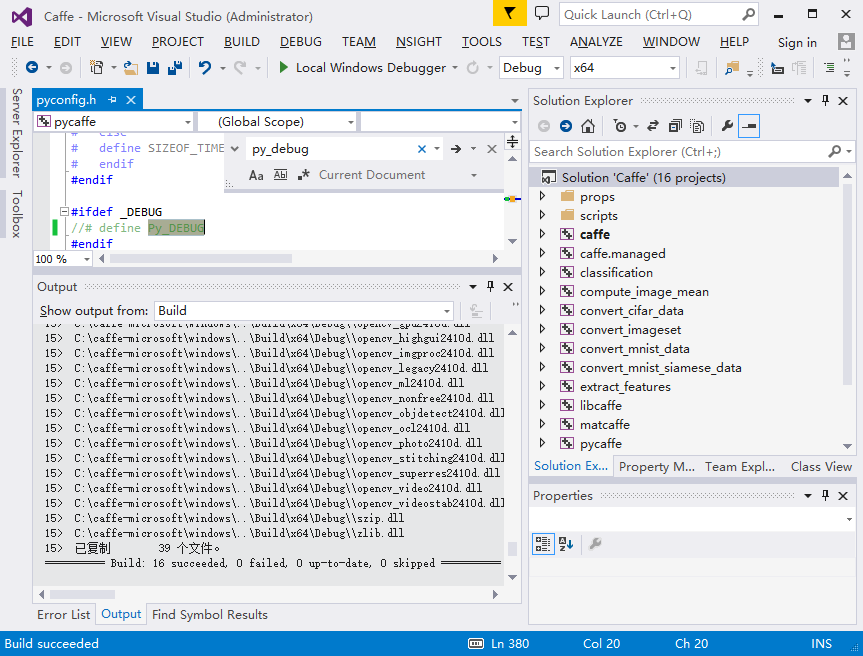 Caffe - Microsoft Visual Studio (Administrator)
Quick Launch (Ctrl+Q)
FILE EDIT VIEW PROJECT BUILD DEBUG TEAM NSIGHT TOOLS TEST ANALYZE WINDOW HELP Sign in
Local Windows Debugger Debug x64
Server Explorer
Toolbox
pyconfig.h
pycaffe (Global Scope)
py_debug
Aa Ab Current Document
# else
# define SIZEOF_TIME
# endif
#endif
#ifdef _DEBUG
//# define Py_DEBUG
#endif
100 %
Output
Show output from: Build
15> C:\caffe-microsoft\windows\..\Build\x64\Debug\\opencv_gpu2410d.dll
15> C:\caffe-microsoft\windows\..\Build\x64\Debug\\opencv_highgui2410d.dll
15> C:\caffe-microsoft\windows\..\Build\x64\Debug\\opencv_imgproc2410d.dll
15> C:\caffe-microsoft\windows\..\Build\x64\Debug\\opencv_legacy2410d.dll
15> C:\caffe-microsoft\windows\..\Build\x64\Debug\\opencv_ml2410d.dll
15> C:\caffe-microsoft\windows\..\Build\x64\Debug\\opencv_nonfree2410d.dll
15> C:\caffe-microsoft\windows\..\Build\x64\Debug\\opencv_objdetect2410d.dll
15> C:\caffe-microsoft\windows\..\Build\x64\Debug\\opencv_ocl2410d.dll
15> C:\caffe-microsoft\windows\..\Build\x64\Debug\\opencv_photo2410d.dll
15> C:\caffe-microsoft\windows\..\Build\x64\Debug\\opencv_stitching2410d.dll
15> C:\caffe-microsoft\windows\..\Build\x64\Debug\\opencv_superres2410d.dll
15> C:\caffe-microsoft\windows\..\Build\x64\Debug\\opencv_video2410d.dll
15> C:\caffe-microsoft\windows\..\Build\x64\Debug\\opencv_videostab2410d.dll
15> C:\caffe-microsoft\windows\..\Build\x64\Debug\\szip.dll
15> C:\caffe-microsoft\windows\..\Build\x64\Debug\\zlib.dll
15> 已复制 39 个文件。
========== Build: 16 succeeded, 0 failed, 0 up-to-date, 0 skipped ==========
Error List Output Find Symbol Results
Solution Explorer
Search Solution Explorer (Ctrl+;)
Solution 'Caffe' (16 projects)
props
scripts
caffe
caffe.managed
classification
compute_image_mean
convert_cifar_data
convert_imageset
convert_mnist_data
convert_mnist_siamese_data
extract_features
libcaffe
matcaffe
pycaffe
Solution Ex... Property M... Team Expl... Class View
Properties
Build succeeded Ln 380 Col 20 Ch 20 INS